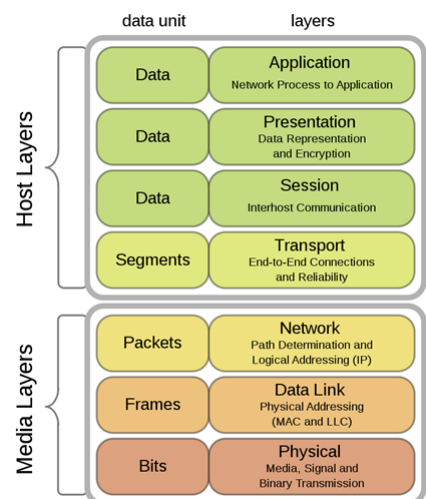 data unit layers
Host Layers
Data Application
Network Process to Application
Data Presentation
Data Representation
and Encryption
Data Session
Interhost Communication
Segments Transport
End-to-End Connections
and Reliability
Media Layers
Packets Network
Path Determination and
Logical Addressing (IP)
Frames Data Link
Physical Addressing
(MAC and LLC)
Bits Physical
Media, Signal and
Binary Transmission